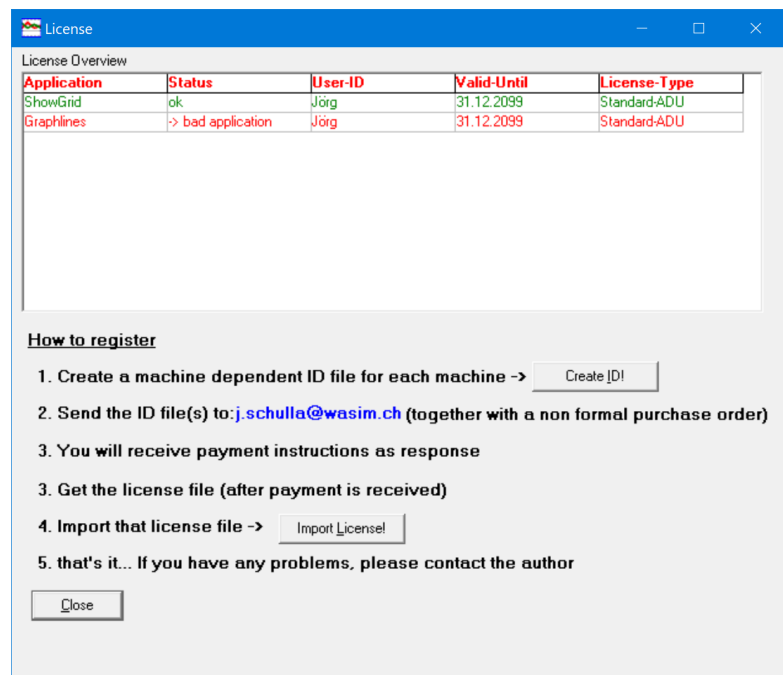 License
License Overview
Application Status User-ID Valid-Until License-Type
ShowGrid ok Jörg 31.12.2099 Standard-ADU
Graphlines -> bad application Jörg 31.12.2099 Standard-ADU
How to register
1. Create a machine dependent ID file for each machine -> Create ID!
2. Send the ID file(s) to:j.schulla@wasim.ch (together with a non formal purchase order)
3. You will receive payment instructions as response
3. Get the license file (after payment is received)
4. Import that license file -> Import License!
5. that's it... If you have any problems, please contact the author
Close